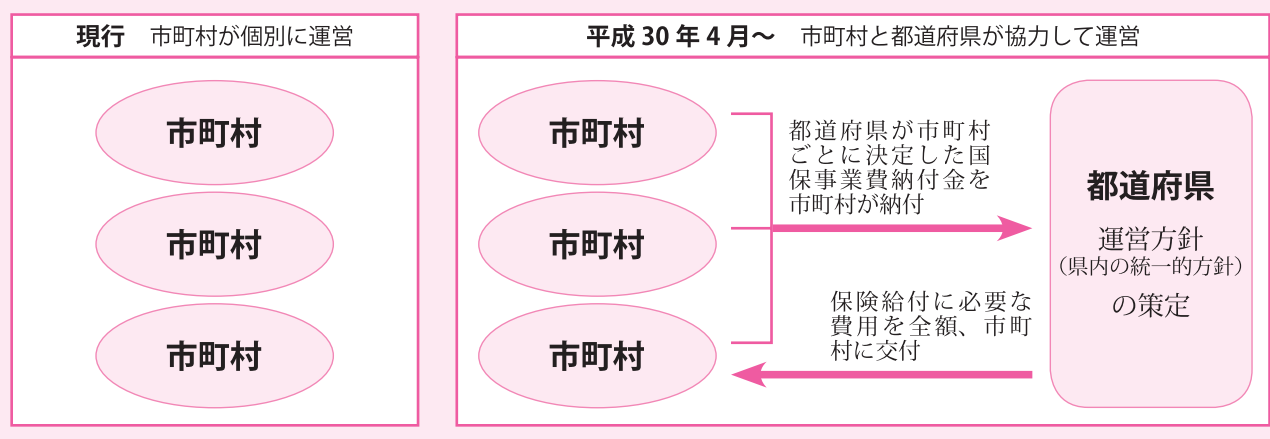 現行　市町村が個別に運営
市町村
市町村
市町村
平成 30 年 4 月～　市町村と都道府県が協力して運営
市町村
市町村
市町村
都道府県が市町村
ごとに決定した国
保事業費納付金を
市町村が納付
保険給付に必要な
費用を全額、市町
村に交付
都道府県
運営方針
（県内の統一的方針）
の策定